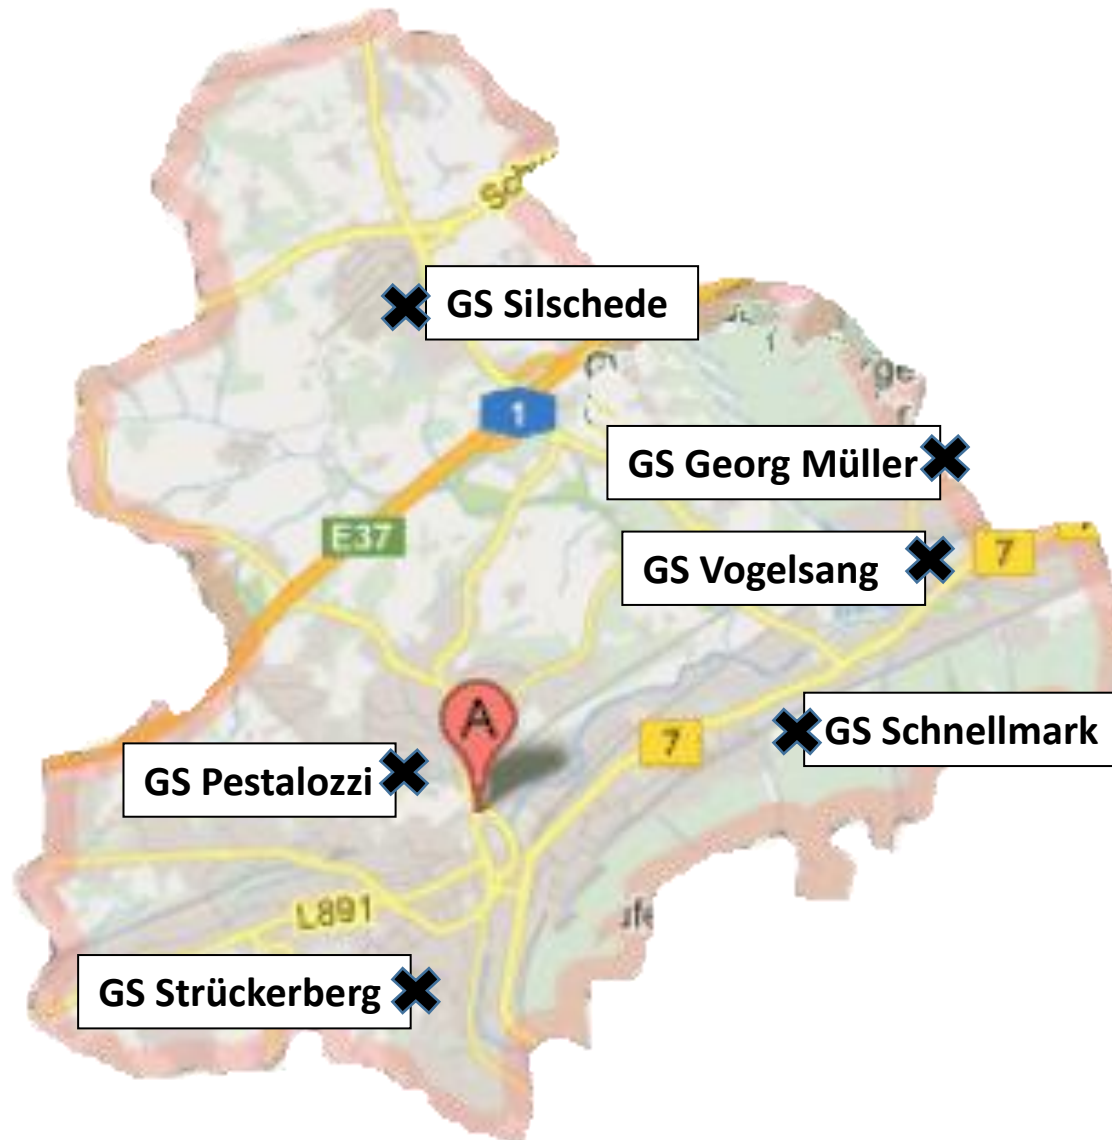 GS Silschede
1
GS Georg Müller
E37
7
GS Vogelsang
A
7
GS Schnellmark
GS Pestalozzi
L891
GS Strückerberg